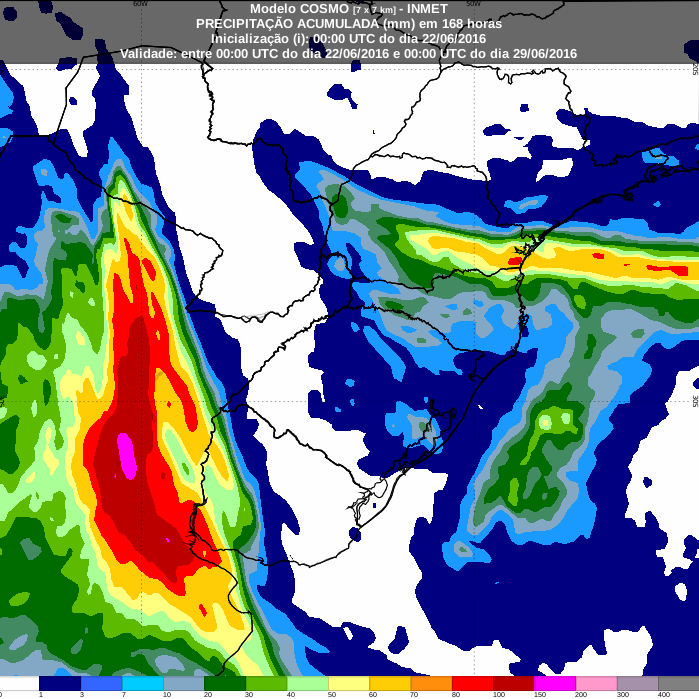 Modelo COSMO [7 x 7 km] - INMET
PRECIPITAÇÃO ACUMULADA (mm) em 168 horas
Inicialização (i): 00:00 UTC do dia 22/06/2016
Validade: entre 00:00 UTC do dia 22/06/2016 e 00:00 UTC do dia 29/06/2016
60W 50W
30S
0 1 3 7 10 20 30 40 50 60 70 80 100 150 200 300 400